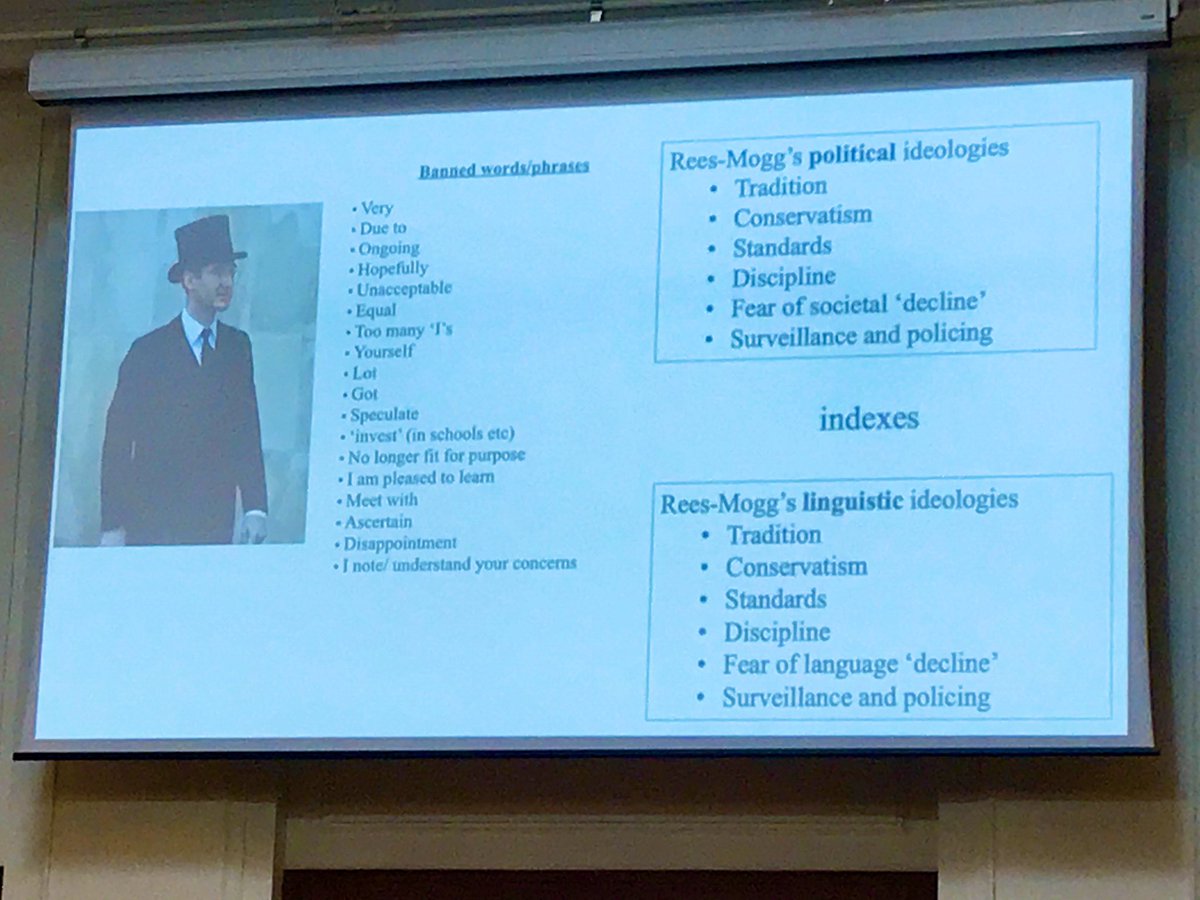 Banned words/phrases
• Very
• Due to
• Ongoing
• Hopefully
• Unacceptable
• Equal
• Too many 'I's
• Yourself
• Lot
• Got
• Speculate
• 'invest' (in schools etc)
• No longer fit for purpose
• I am pleased to learn
• Meet with
• Ascertain
• Disappointment
• I note/ understand your concerns
Rees-Mogg's political ideologies
• Tradition
• Conservatism
• Standards
• Discipline
• Fear of societal 'decline'
• Surveillance and policing
indexes
Rees-Mogg's linguistic ideologies
• Tradition
• Conservatism
• Standards
• Discipline
• Fear of language 'decline'
• Surveillance and policing